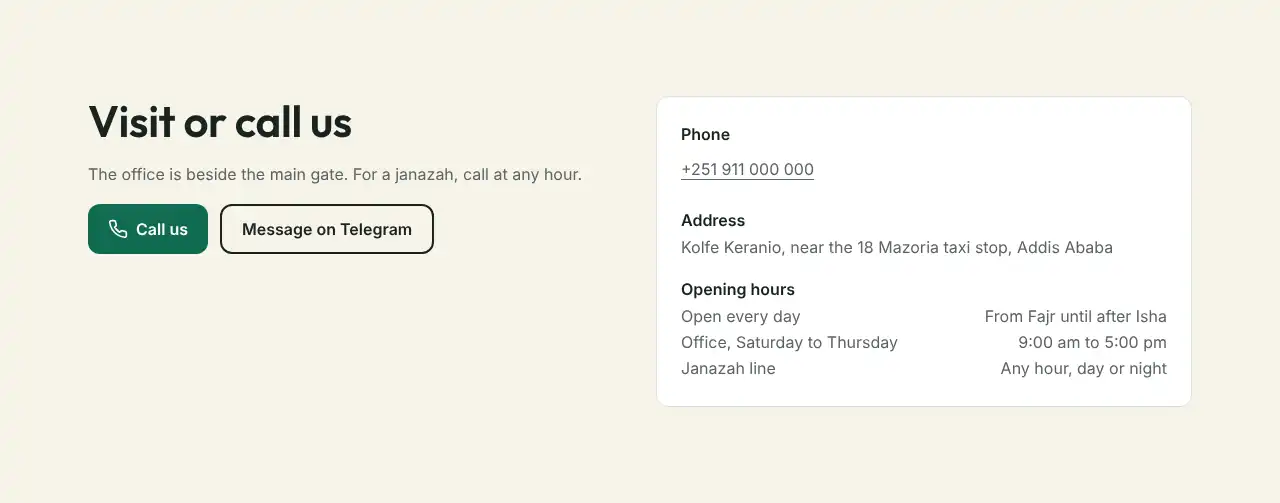 Visit or call us
The office is beside the main gate. For a janazah, call at any hour.
Call us
Message on Telegram
Phone
+251 911 000 000
Address
Kolfe Keranio, near the 18 Mazoria taxi stop, Addis Ababa
Opening hours
Open every day From Fajr until after Isha
Office, Saturday to Thursday 9:00 am to 5:00 pm
Janazah line Any hour, day or night